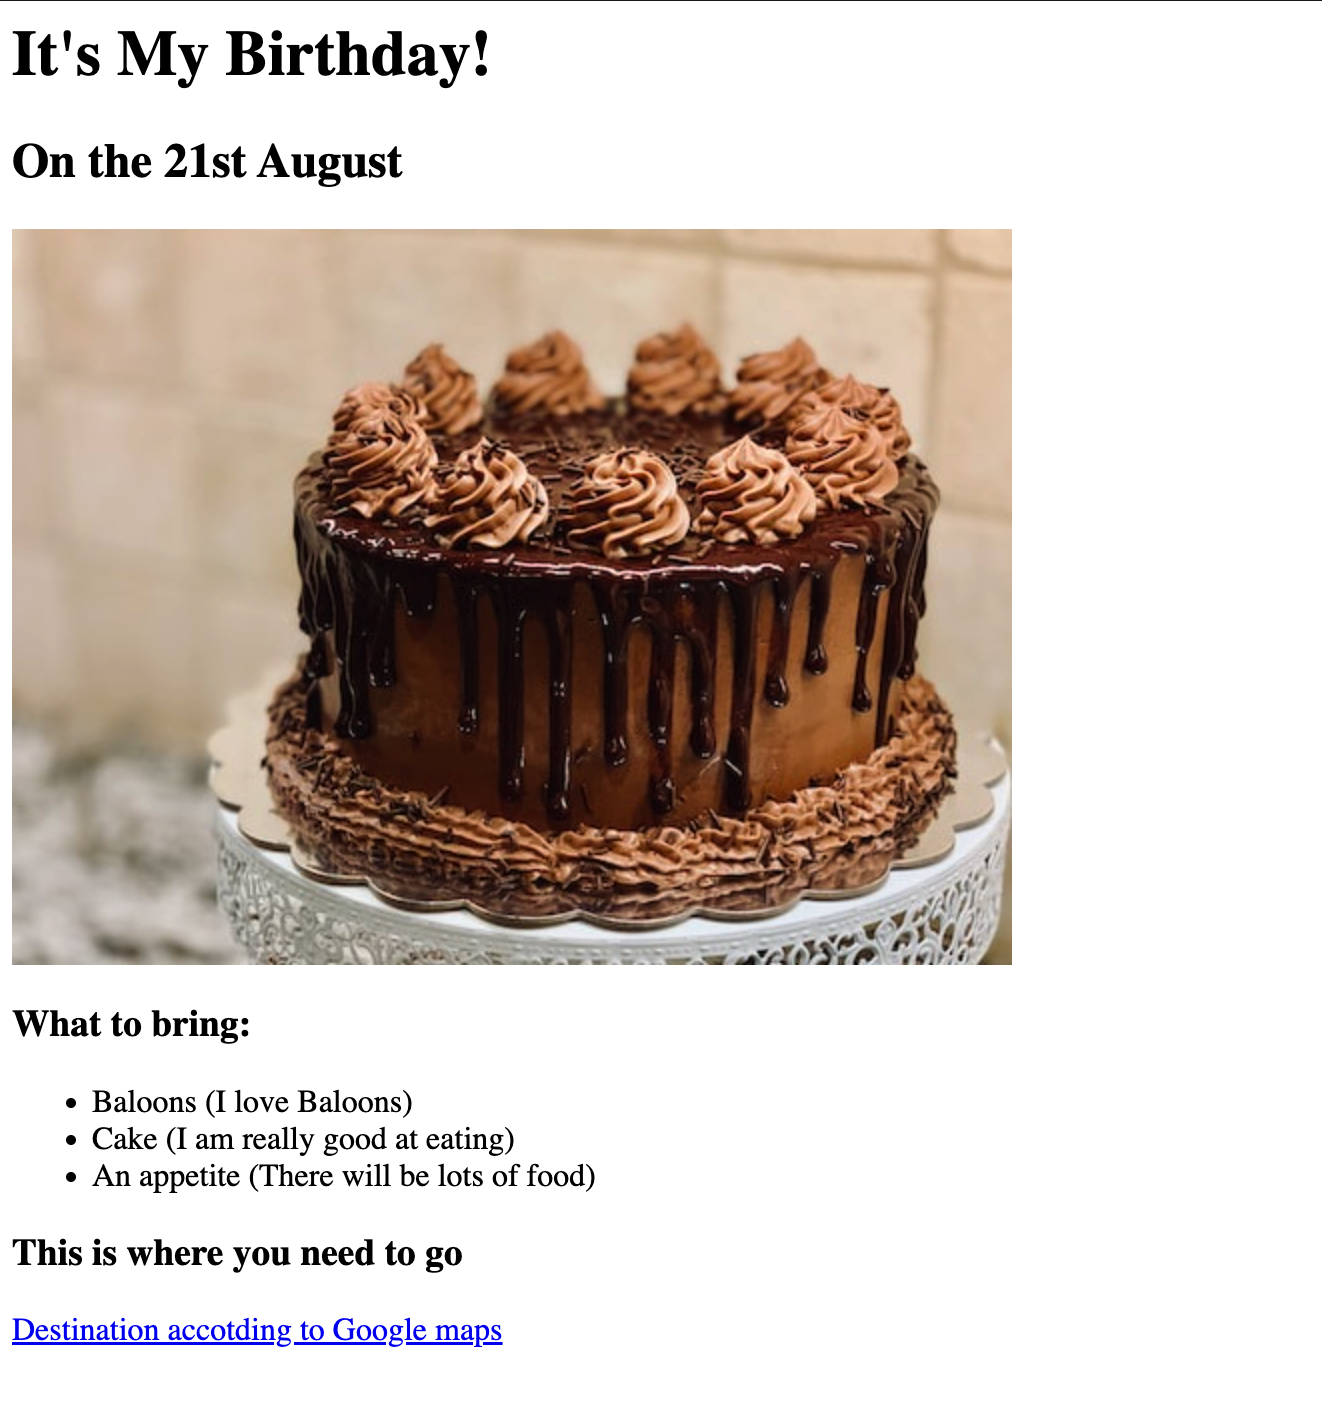 It's My Birthday!
On the 21st August
What to bring:
Baloons (I love Baloons)
Cake (I am really good at eating)
An appetite (There will be lots of food)
This is where you need to go
Destination accotding to Google maps